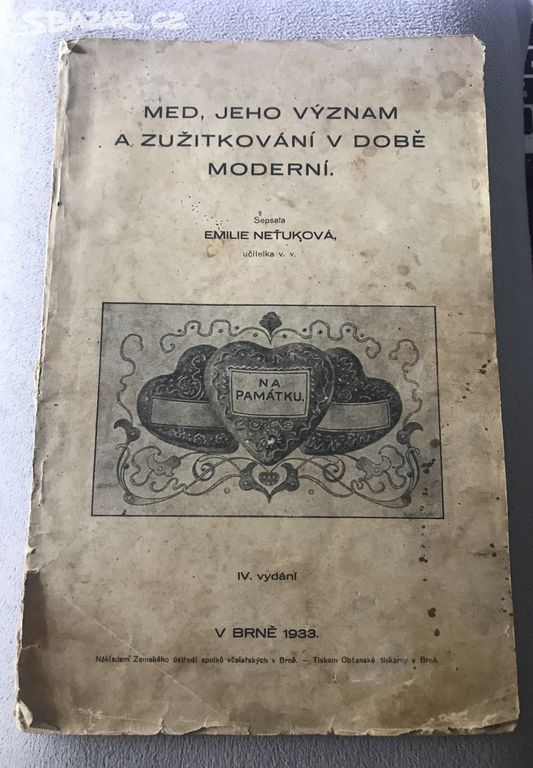 SBAZAR.CZ
MED, JEHO VÝZNAM
A ZUŽITKOVÁNÍ V DOBĚ
MODERNÍ.
Sepsala
EMILIE NEŤUKOVÁ,
učitelka v. v.
NA
PAMÁTKU.
IV. vydání
V BRNĚ 1933.
Nákladem Zemského ústředí spolků včelařských v Brně. — Tiskem Občanské tiskárny v Brně.